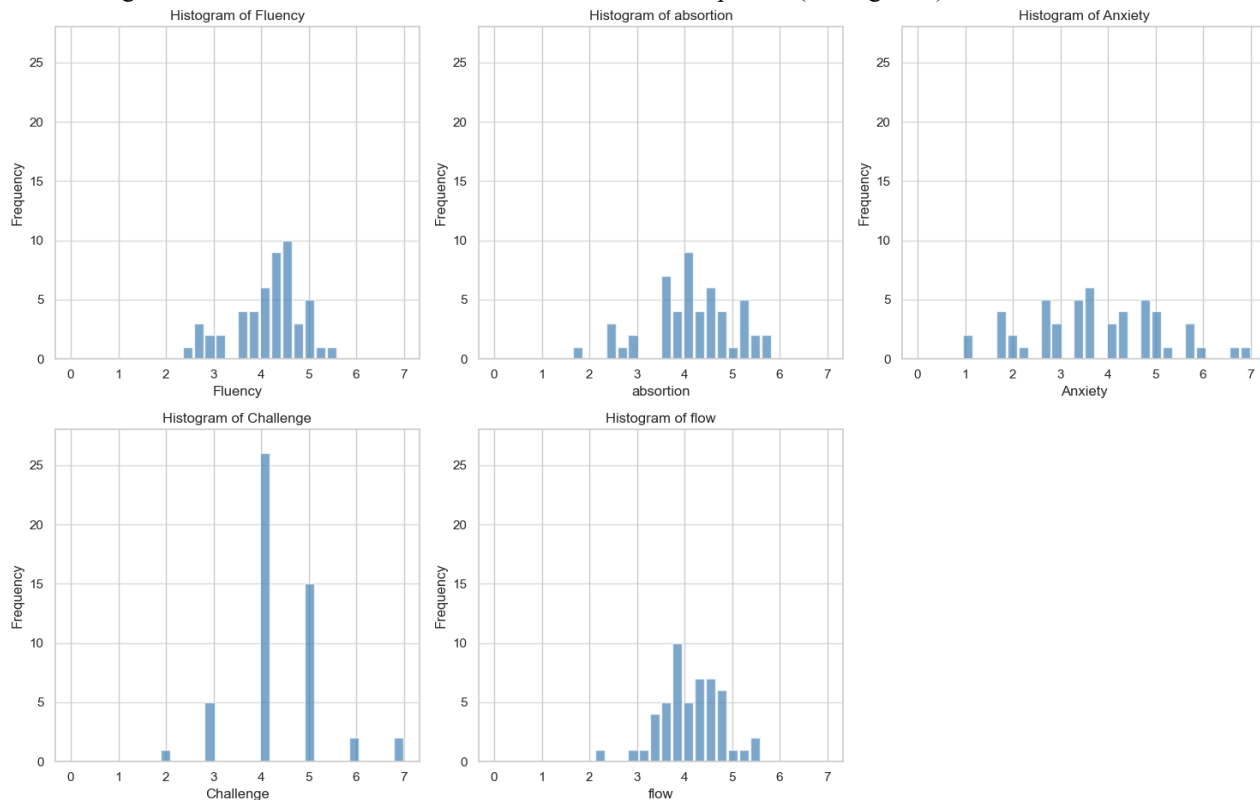 Histogram of Fluency
25
20
15
10
5
0
Frequency
0 1 2 3 4 5 6 7
Fluency
Histogram of absortion
25
20
15
10
5
0
Frequency
0 1 2 3 4 5 6 7
absortion
Histogram of Anxiety
25
20
15
10
5
0
Frequency
0 1 2 3 4 5 6 7
Anxiety
Histogram of Challenge
25
20
15
10
5
0
Frequency
0 1 2 3 4 5 6 7
Challenge
Histogram of flow
25
20
15
10
5
0
Frequency
0 1 2 3 4 5 6 7
flow